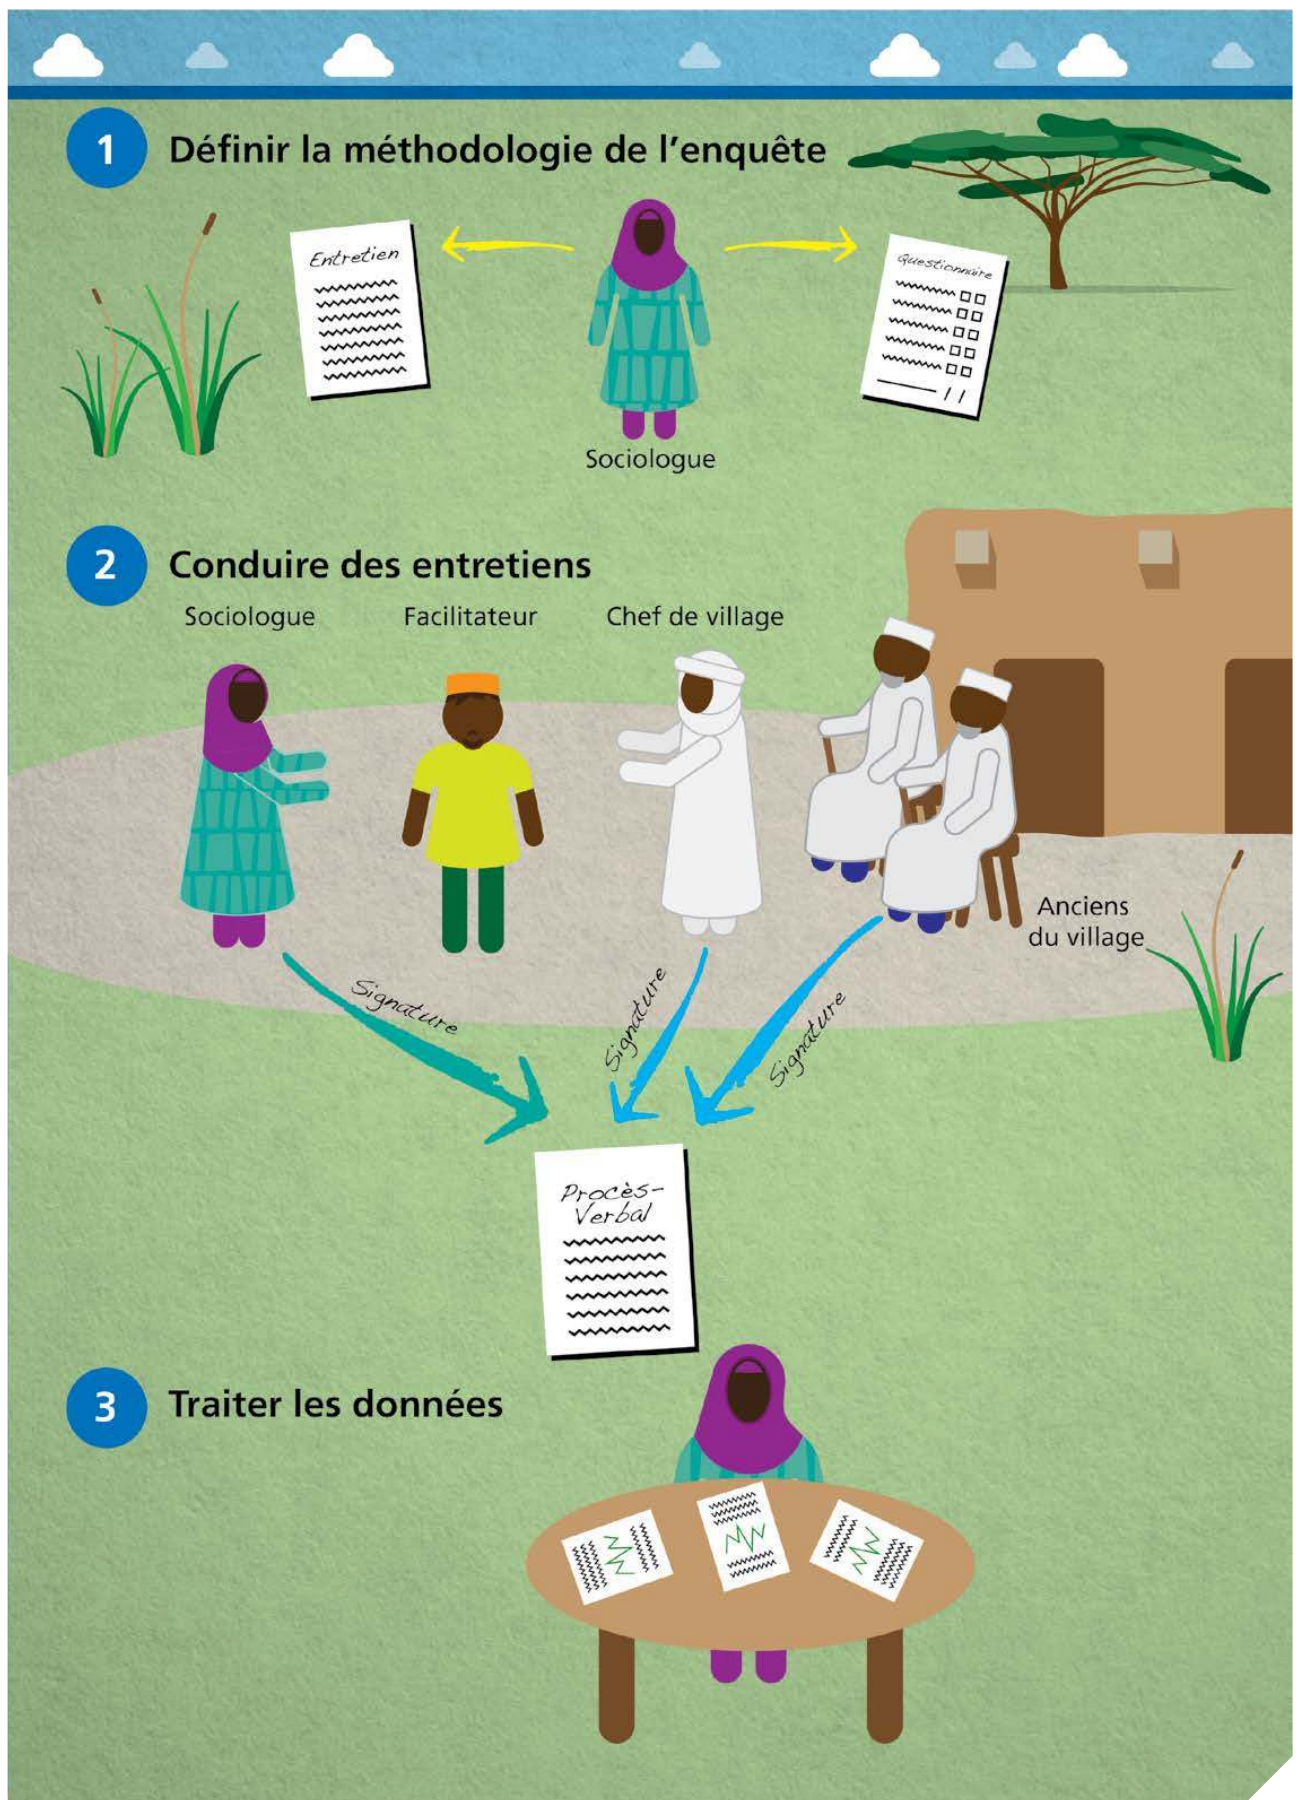 1 Définir la méthodologie de l'enquête
Entretien
Questionnaire
Sociologue
2 Conduire des entretiens
Sociologue Facilitateur Chef de village
Anciens
du village
Signature
Signature
Signature
Procès-
Verbal
3 Traiter les données